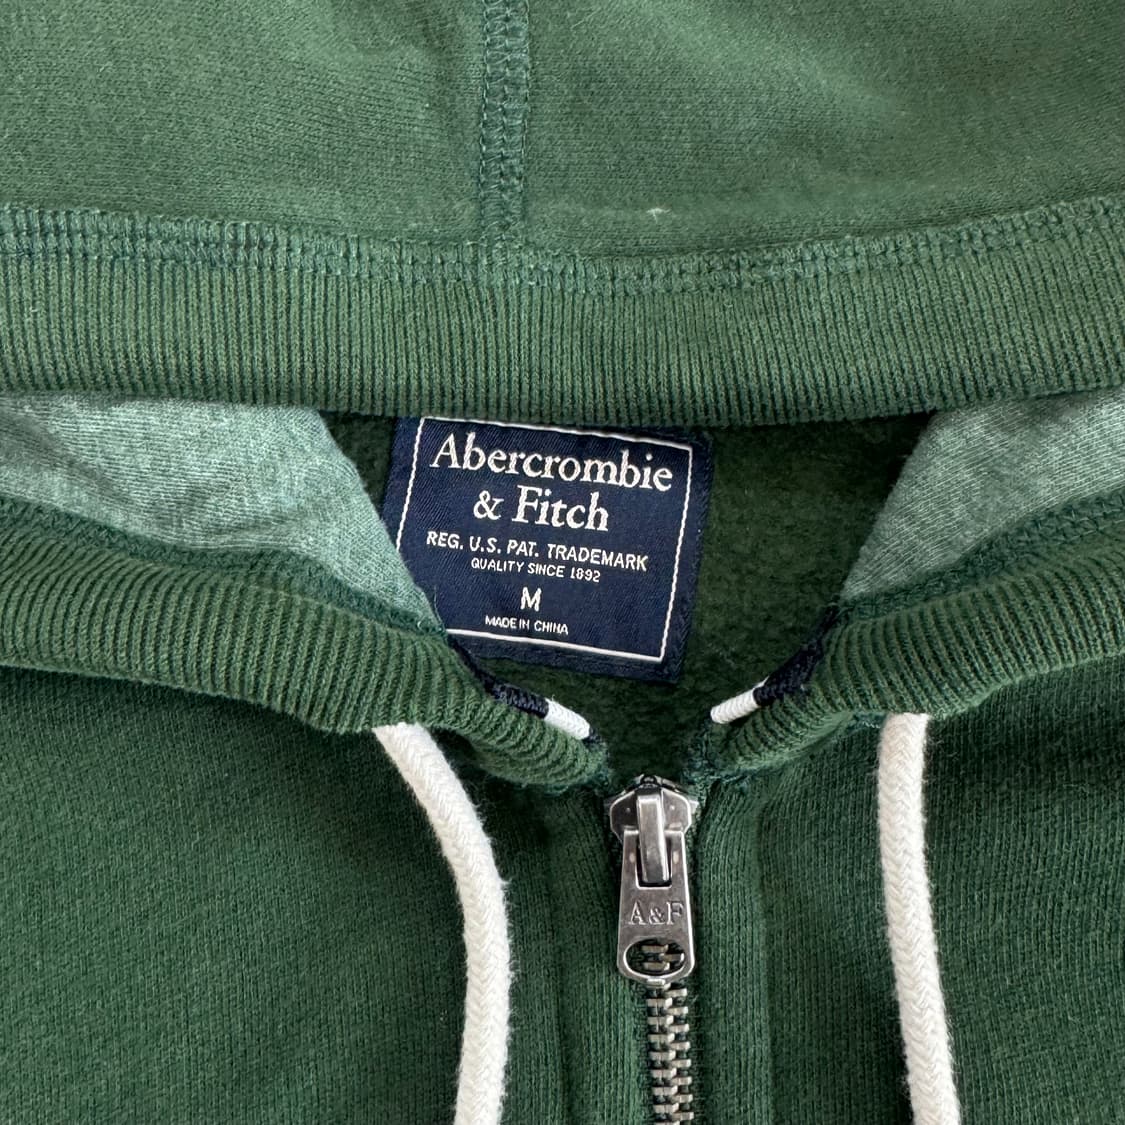 Abercrombie
& Fitch
REG. U.S. PAT. TRADEMARK
QUALITY SINCE 1892
M
MADE IN CHINA
A&F